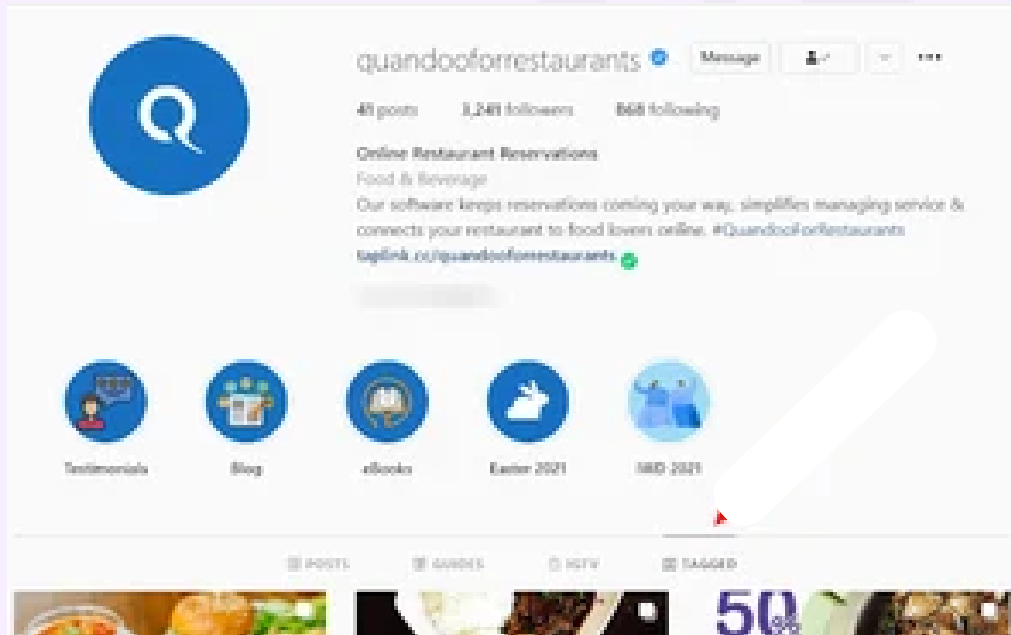 quandooforrestaurants
Message
41 posts 3,241 followers 868 following
Online Restaurant Reservations
Food & Beverage
Our software keeps reservations coming your way, simplifies managing service &
connects your restaurant to food lovers online. #QuandooForRestaurants
taplink.cc/quandooforrestaurants
Testimonials Blog eBooks Easter 2021 IWD 2021
POSTS GUIDES IGTV TAGGED
50%